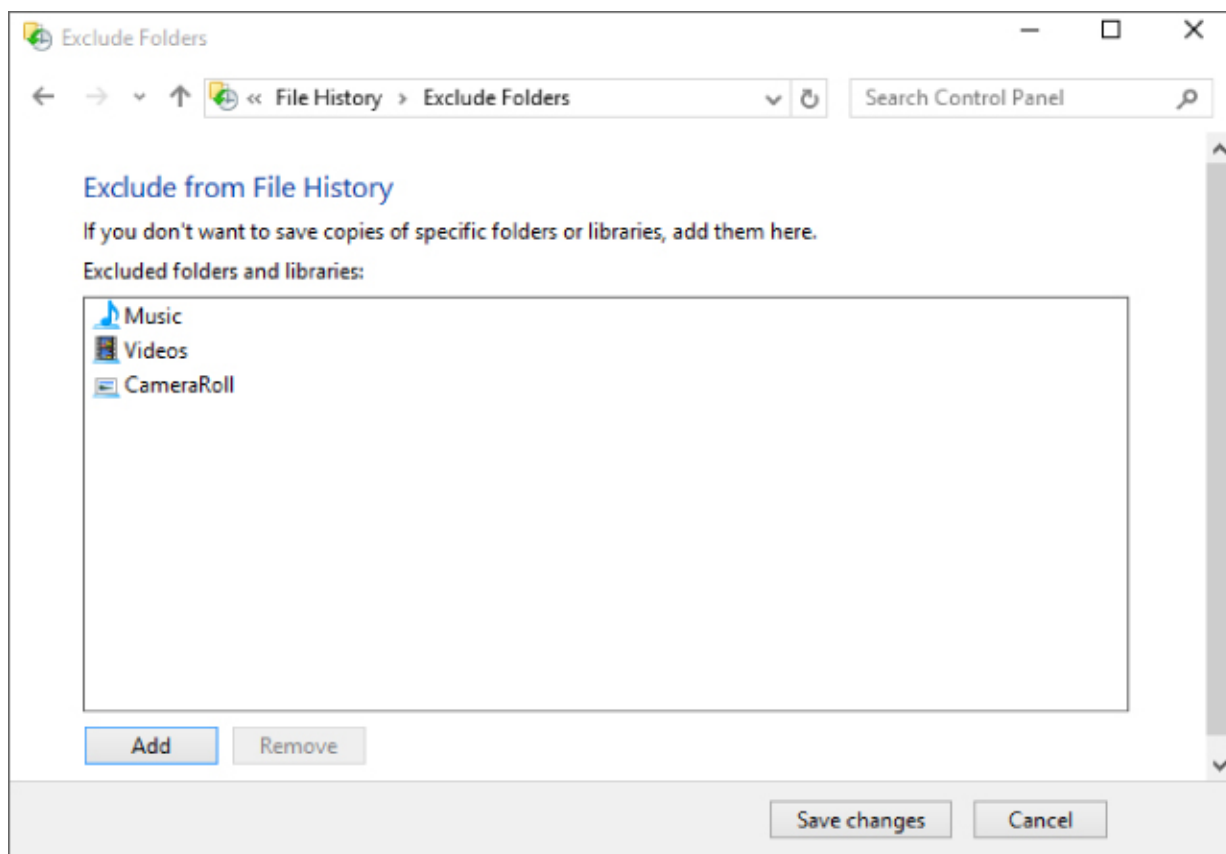 Exclude Folders
« File History > Exclude Folders
Search Control Panel
Exclude from File History
If you don't want to save copies of specific folders or libraries, add them here.
Excluded folders and libraries:
Music
Videos
CameraRoll
Add Remove
Save changes Cancel